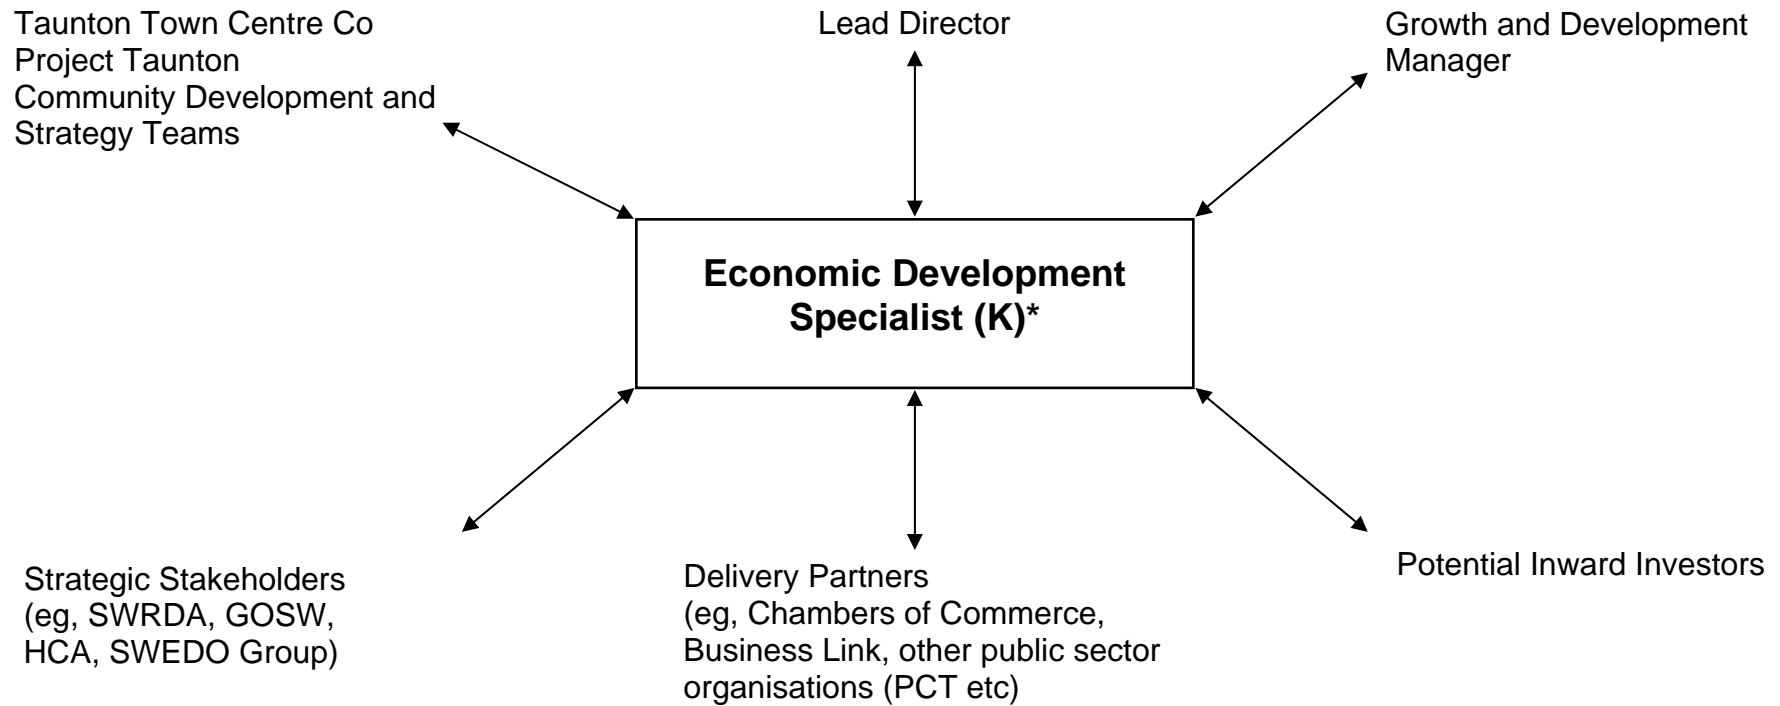 Taunton Town Centre Co
Project Taunton
Community Development and
Strategy Teams
Lead Director
Growth and Development
Manager
Economic Development
Specialist (K)*
Strategic Stakeholders
(eg, SWRDA, GOSW,
HCA, SWEDO Group)
Delivery Partners
(eg, Chambers of Commerce,
Business Link, other public sector
organisations (PCT etc)
Potential Inward Investors